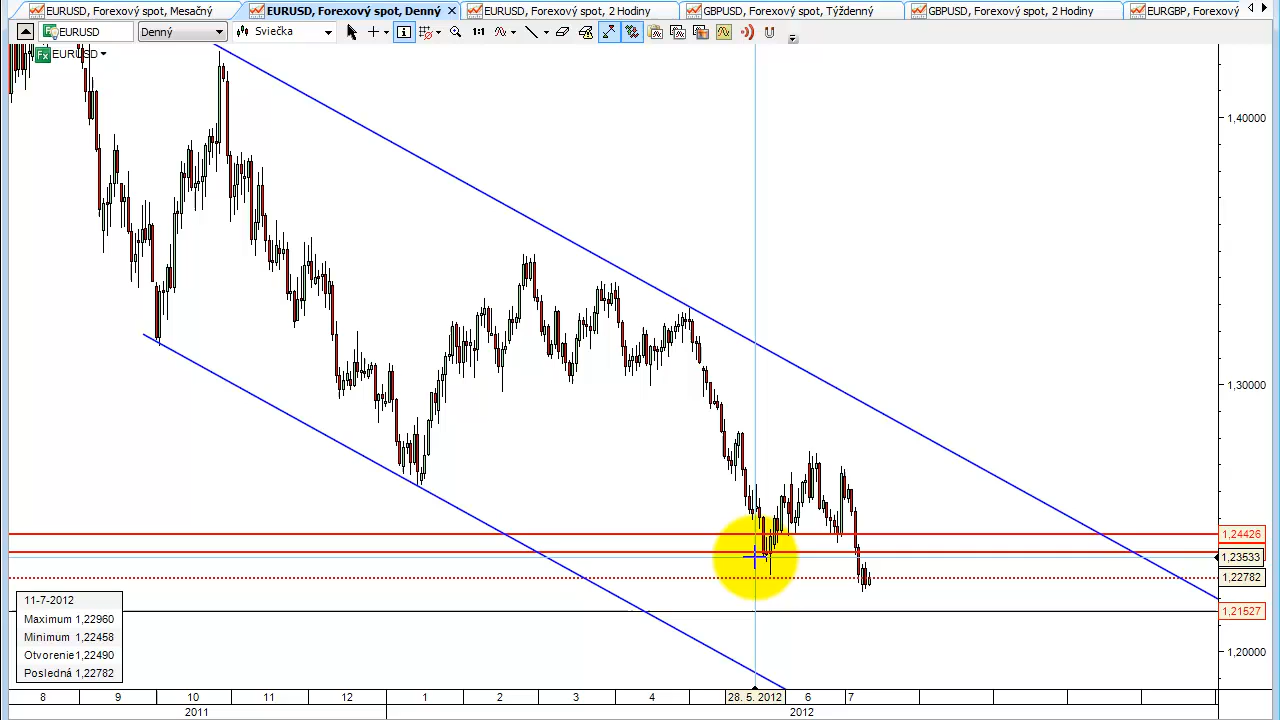 EURUSD, Forexový spot, Mesačný
EURUSD, Forexový spot, Denný
EURUSD, Forexový spot, 2 Hodiny
GBPUSD, Forexový spot, Týždenný
GBPUSD, Forexový spot, 2 Hodiny
EURGBP, Forexový
EURUSD
Denný
Sviečka
1:1
Fx EURUSD
1,40000
1,30000
1,24426
1,23533
1,22782
1,21527
1,20000
11-7-2012
Maximum 1,22960
Minimum 1,22458
Otvorenie 1,22490
Posledná 1,22782
8 9 10 11 12 1 2 3 4 28. 5. 2012 6 7
2011 2012